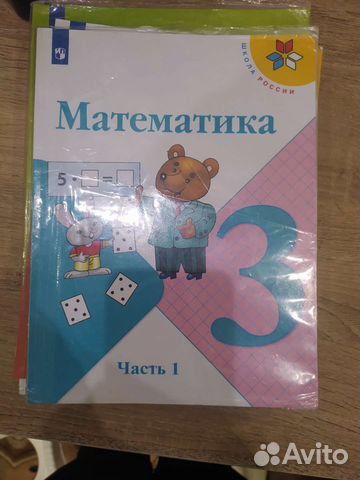 ШКОЛА РОССИИ
Математика
5 · □ = □
3
Часть 1
Avito